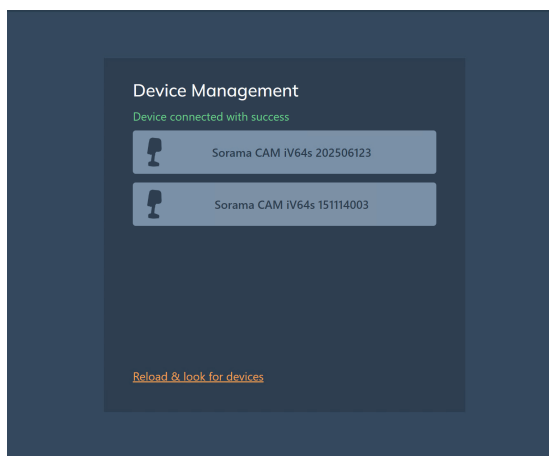 Device Management
Device connected with success
Sorama CAM iV64s 202506123
Sorama CAM iV64s 151114003
Reload & look for devices